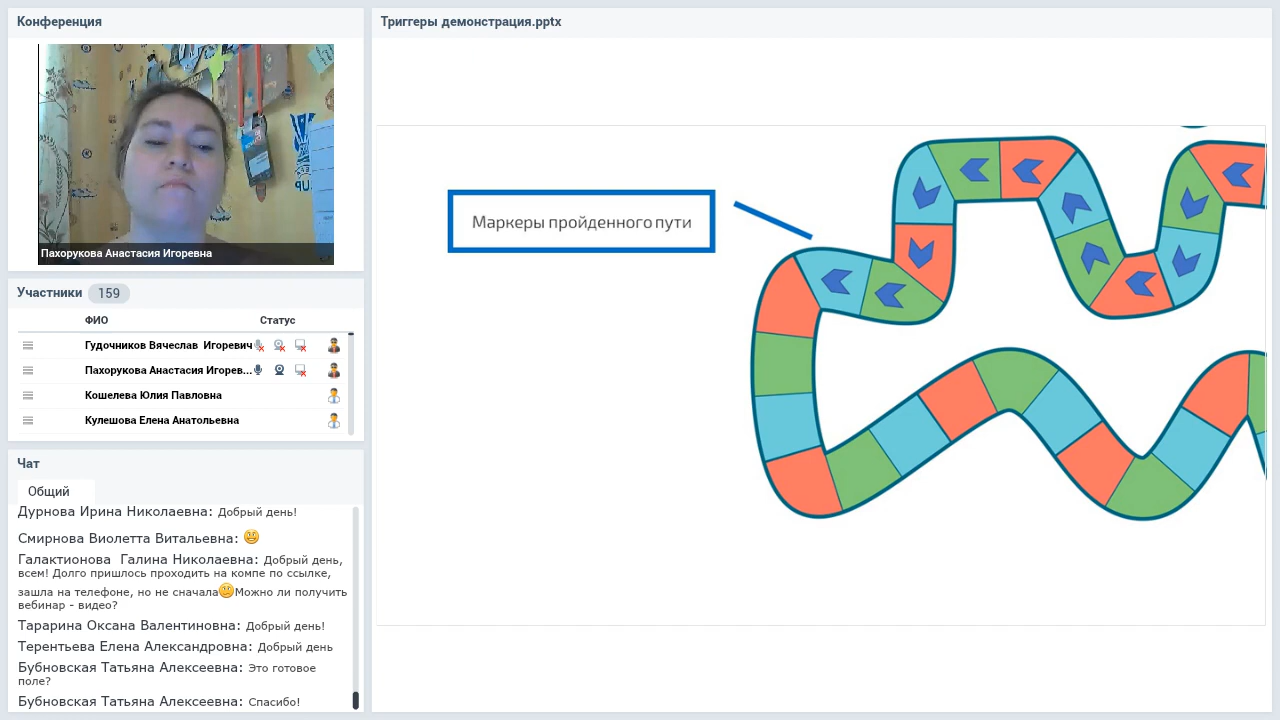 Конференция
Пахорукова Анастасия Игоревна
Участники 159
ФИО Статус
Гудочников Вячеслав Игоревич
Пахорукова Анастасия Игорев...
Кошелева Юлия Павловна
Кулешова Елена Анатольевна
Чат
Общий
Дурнова Ирина Николаевна: Добрый день!
Смирнова Виолетта Витальевна:
Галактионова Галина Николаевна: Добрый день,
всем! Долго пришлось проходить на компе по ссылке,
зашла на телефоне, но не сначала Можно ли получить
вебинар - видео?
Тарарина Оксана Валентиновна: Добрый день!
Терентьева Елена Александровна: Добрый день
Бубновская Татьяна Алексеевна: Это готовое
поле?
Бубновская Татьяна Алексеевна: Спасибо!
Триггеры демонстрация.pptx
Маркеры пройденного пути